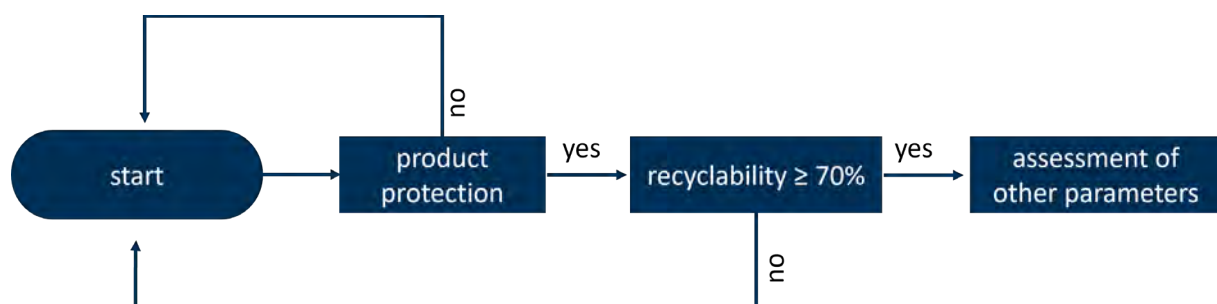 no
start
product
protection
yes
recyclability ≥ 70%
yes
assessment of
other parameters
no